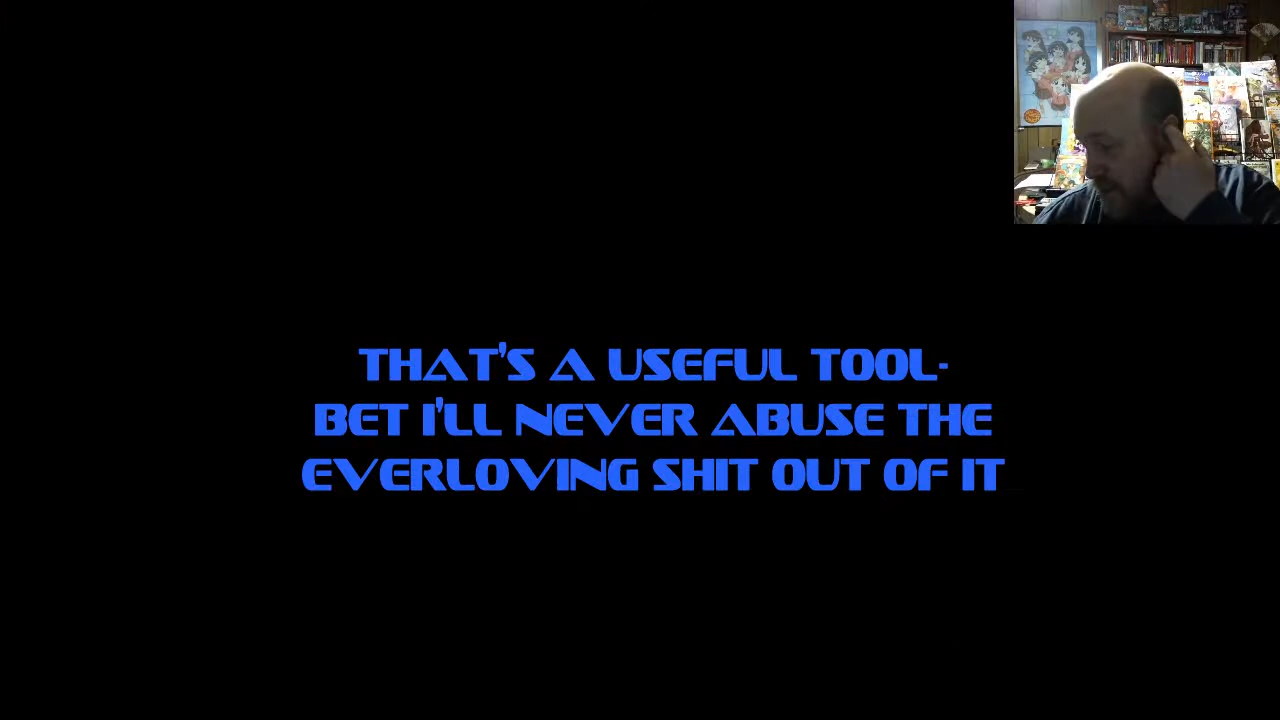 THAT'S A USEFUL TOOL-
BET I'LL NEVER ABUSE THE
EVERLOVING SHIT OUT OF IT